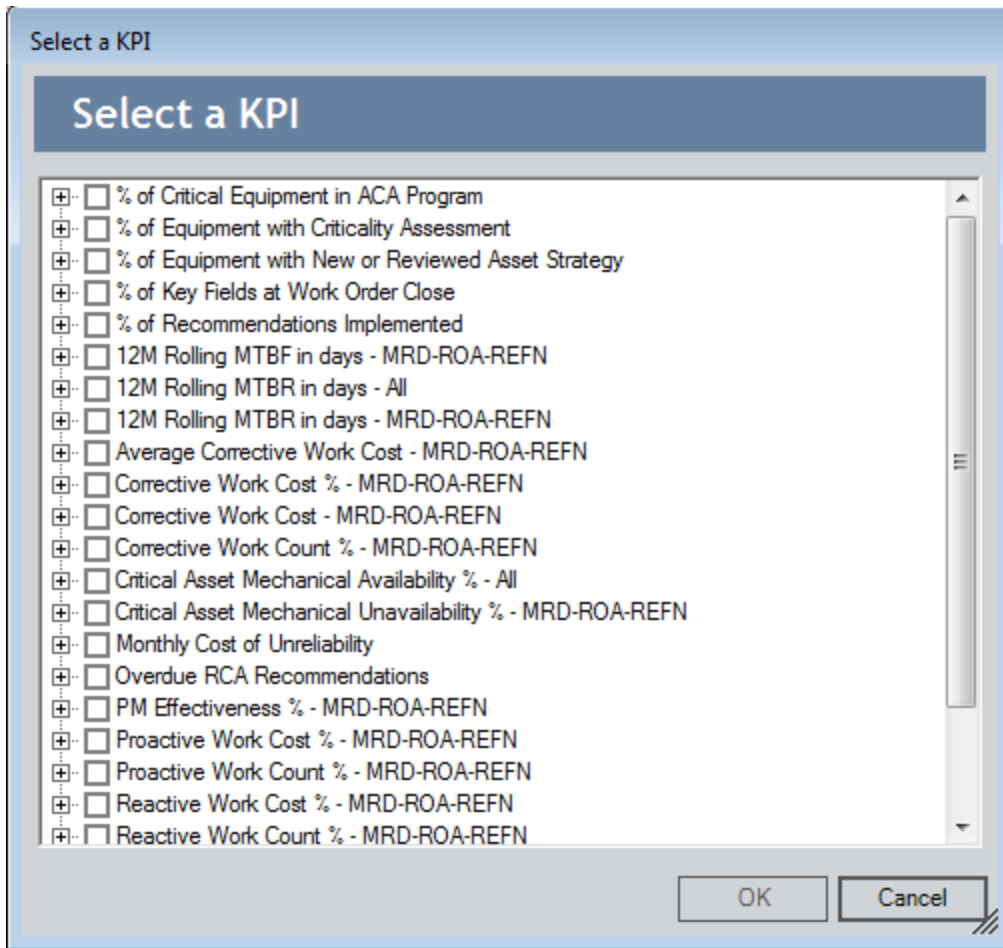 Select a KPI
Select a KPI
% of Critical Equipment in ACA Program
% of Equipment with Criticality Assessment
% of Equipment with New or Reviewed Asset Strategy
% of Key Fields at Work Order Close
% of Recommendations Implemented
12M Rolling MTBF in days - MRD-ROA-REFN
12M Rolling MTBR in days - All
12M Rolling MTBR in days - MRD-ROA-REFN
Average Corrective Work Cost - MRD-ROA-REFN
Corrective Work Cost % - MRD-ROA-REFN
Corrective Work Cost - MRD-ROA-REFN
Corrective Work Count % - MRD-ROA-REFN
Critical Asset Mechanical Availability % - All
Critical Asset Mechanical Unavailability % - MRD-ROA-REFN
Monthly Cost of Unreliability
Overdue RCA Recommendations
PM Effectiveness % - MRD-ROA-REFN
Proactive Work Cost % - MRD-ROA-REFN
Proactive Work Count % - MRD-ROA-REFN
Reactive Work Cost % - MRD-ROA-REFN
Reactive Work Count % - MRD-ROA-REFN
OK Cancel